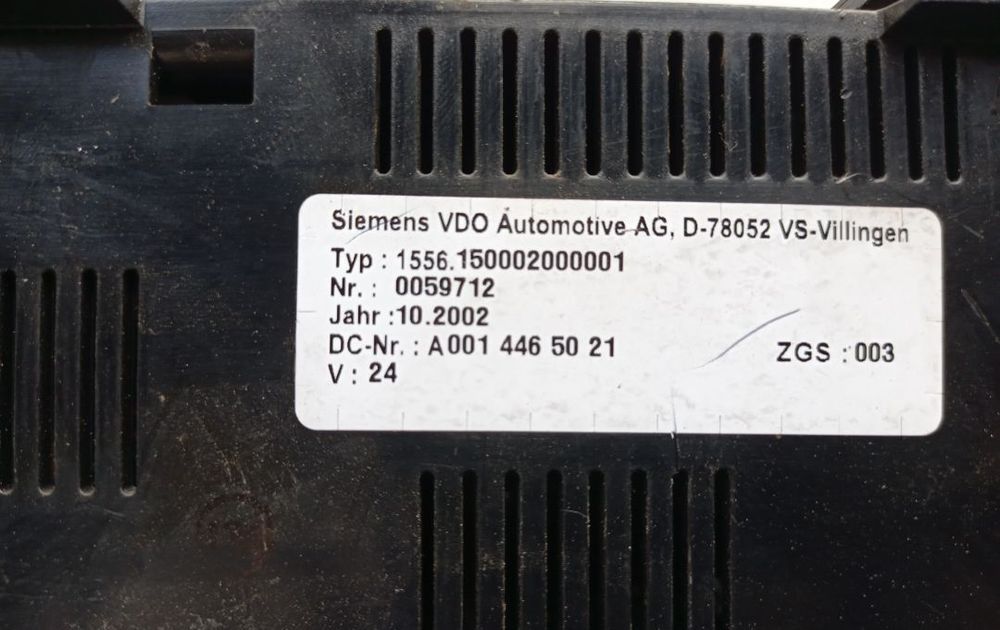 Siemens VDO Automotive AG, D-78052 VS-Villingen
Typ : 1556.150002000001
Nr. : 0059712
Jahr :10.2002
DC-Nr. : A 001 446 50 21 ZGS : 003
V : 24